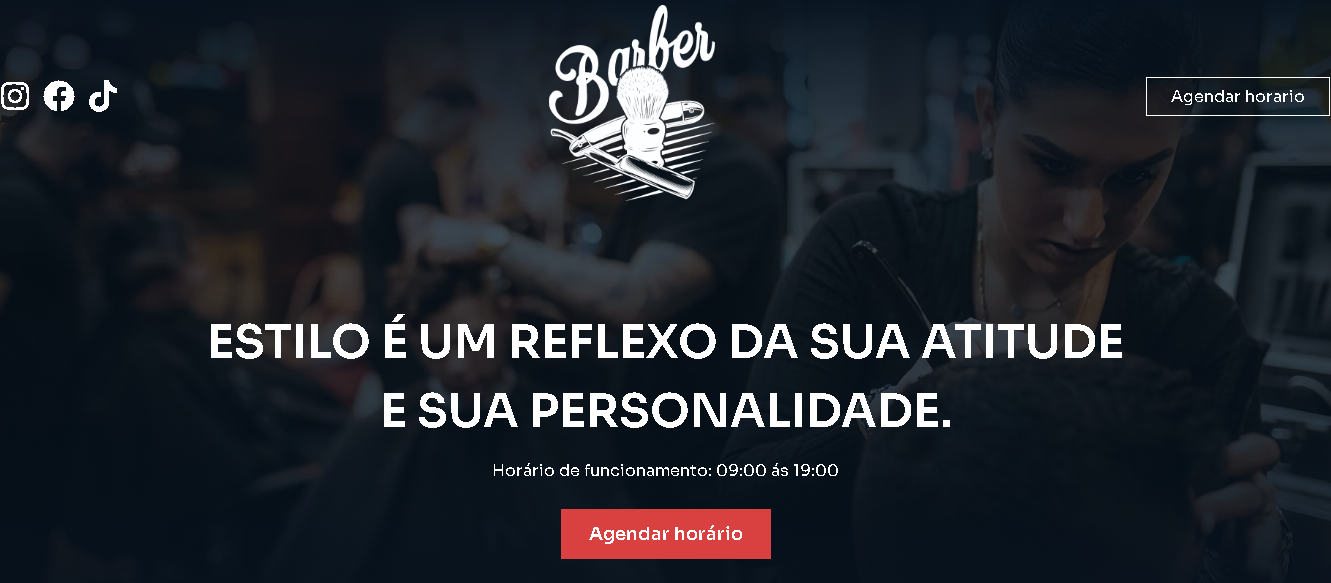 Barber
Agendar horario
ESTILO É UM REFLEXO DA SUA ATITUDE
E SUA PERSONALIDADE.
Horário de funcionamento: 09:00 ás 19:00
Agendar horário